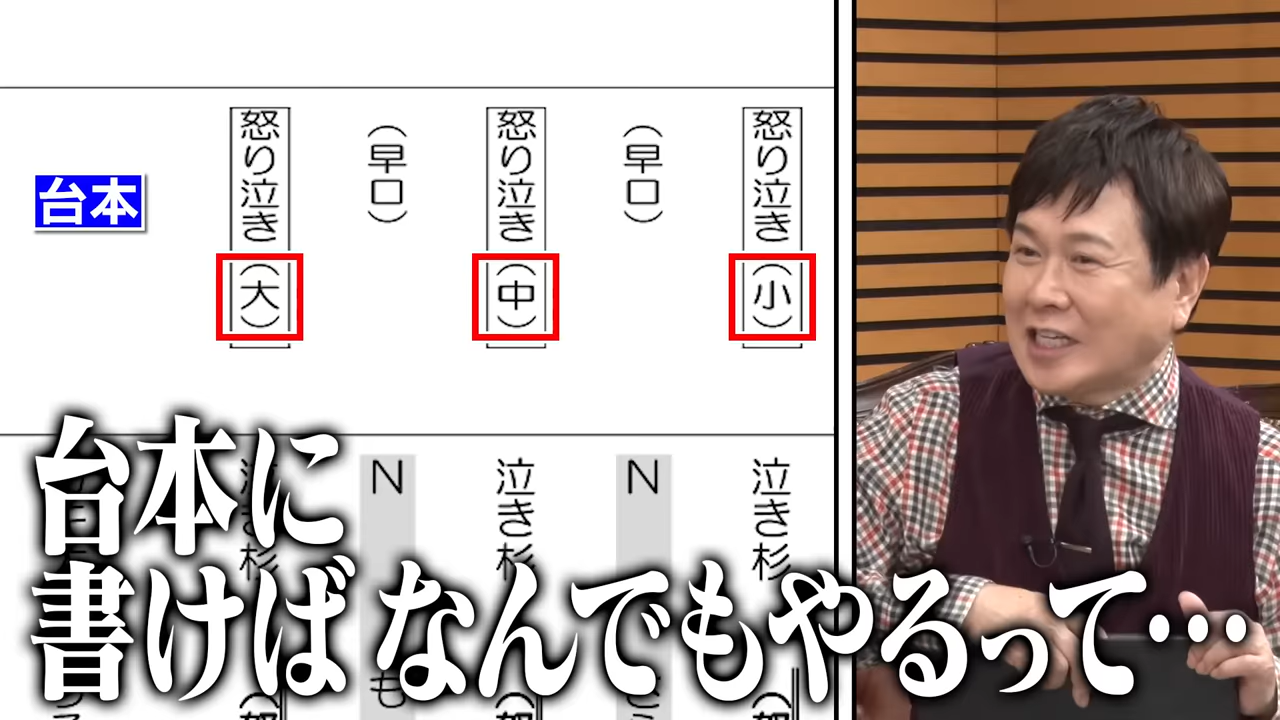 怒り泣き（小）
（早口）
怒り泣き（中）
（早口）
怒り泣き（大）
台本
泣き杉
N
泣き杉
N
台本に
書けば なんでもやるって…